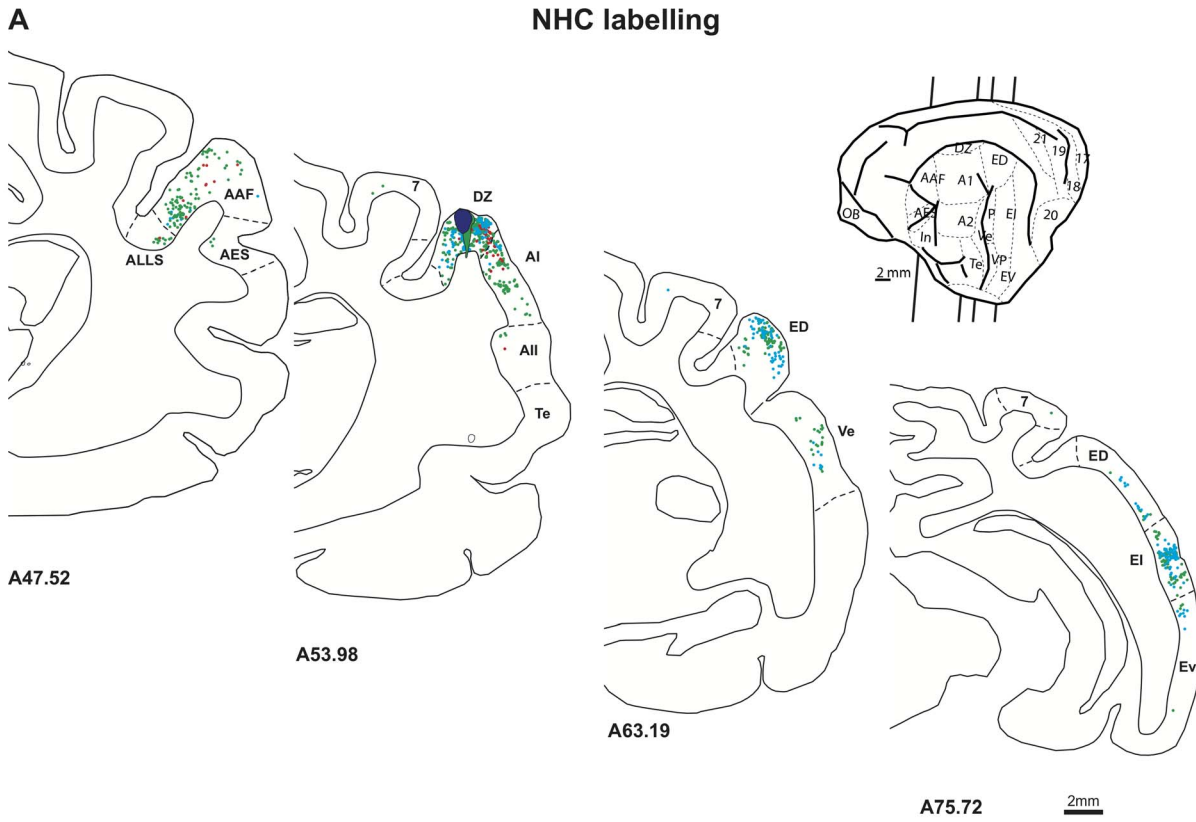 A
NHC labelling
AAF
ALLS
AES
A47.52
7
DZ
AI
AII
Te
A53.98
7
ED
Ve
A63.19
DZ
ED
21
19
17
18
20
AAF
A1
AES
A2
P
EI
OB
In
Ve
Te
VP
EV
2 mm
7
ED
EI
Ev
A75.72
2mm